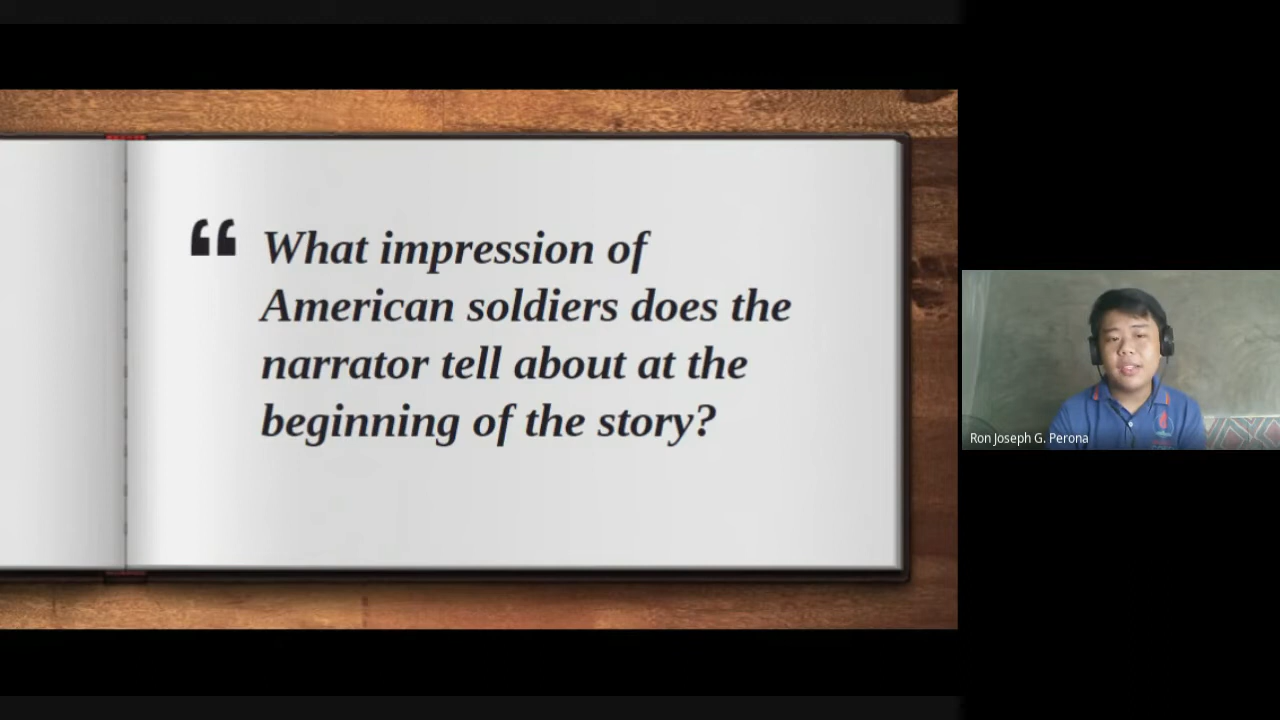 “ What impression of
American soldiers does the
narrator tell about at the
beginning of the story?
Ron Joseph G. Perona